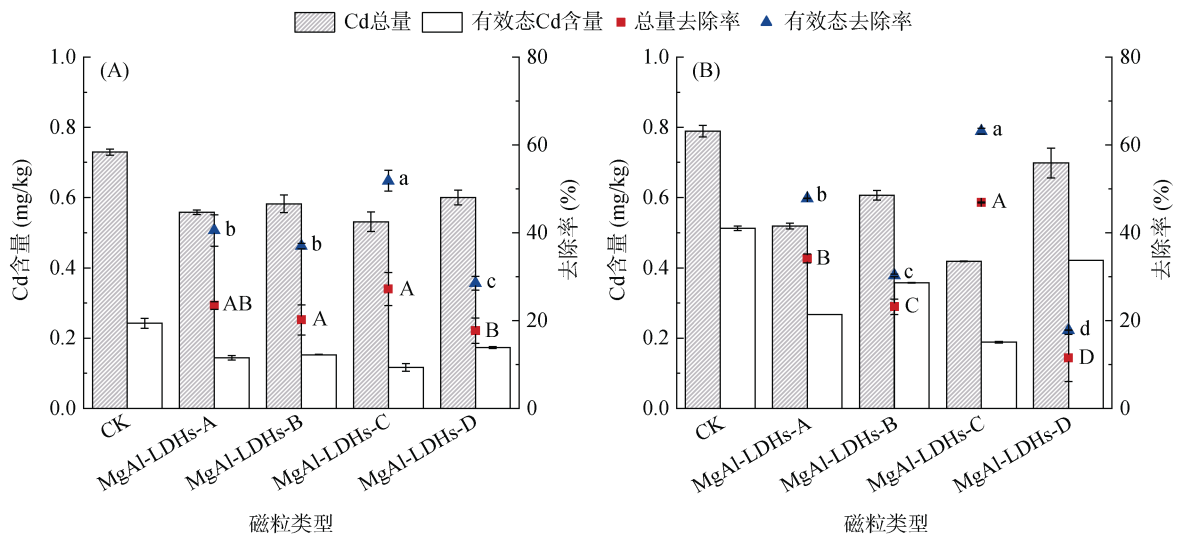 Cd总量 有效态Cd含量 总量去除率 有效态去除率
(A)
Cd含量 (mg/kg)
1.0
0.8
0.6
0.4
0.2
0.0
80
60
40
20
0
去除率 (%)
b
AB
b
A
a
A
c
B
CK
MgAl-LDHs-A
MgAl-LDHs-B
MgAl-LDHs-C
MgAl-LDHs-D
磁粒类型
(B)
Cd含量 (mg/kg)
1.0
0.8
0.6
0.4
0.2
0.0
80
60
40
20
0
去除率 (%)
b
B
c
C
a
A
d
D
CK
MgAl-LDHs-A
MgAl-LDHs-B
MgAl-LDHs-C
MgAl-LDHs-D
磁粒类型